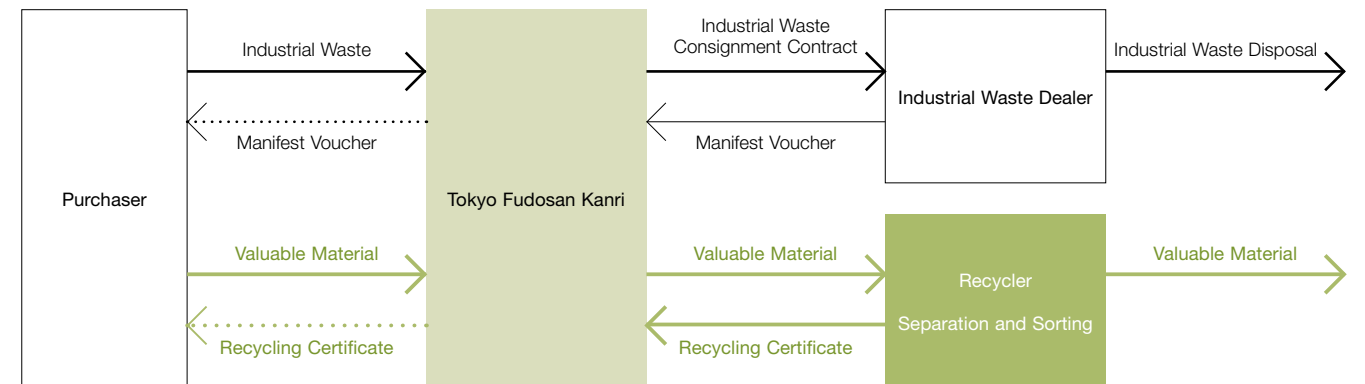 Industrial Waste
Industrial Waste
Consignment Contract
Industrial Waste Disposal
Industrial Waste Dealer
Manifest Voucher
Manifest Voucher
Purchaser
Tokyo Fudosan Kanri
Valuable Material
Valuable Material
Valuable Material
Recycler
Separation and Sorting
Recycling Certificate
Recycling Certificate